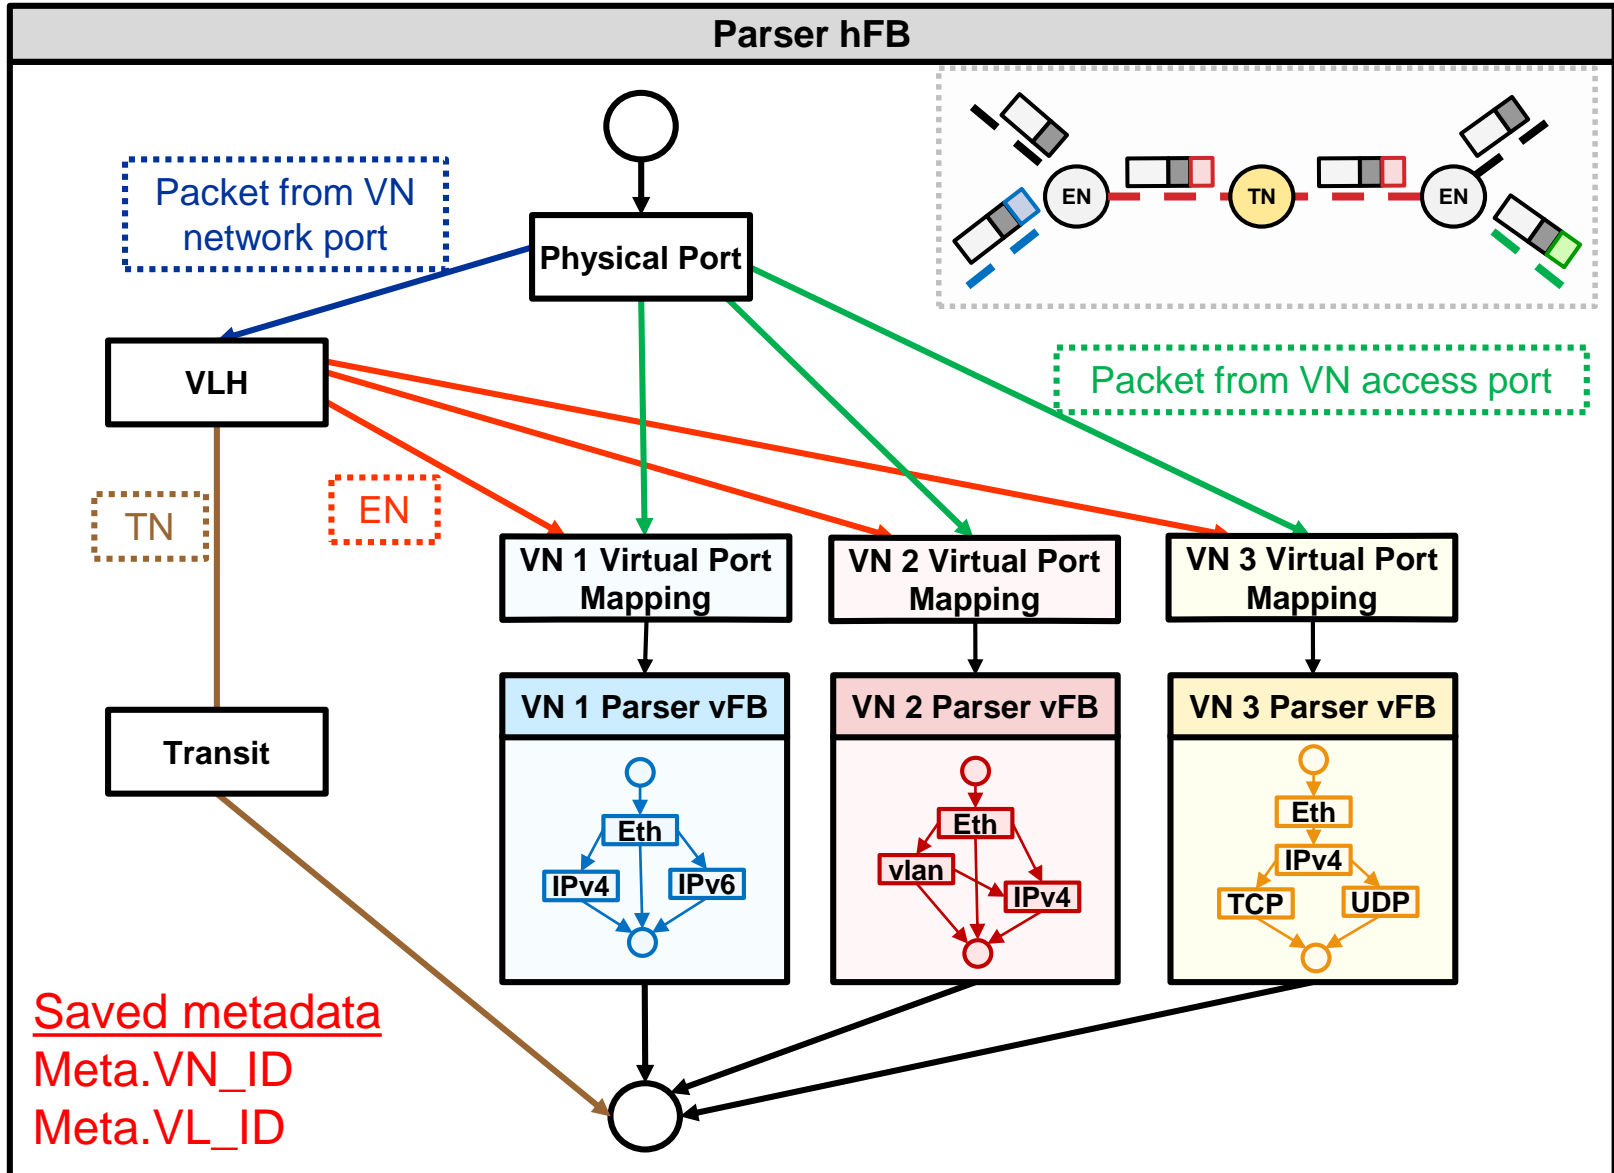 Parser hFB
Packet from VN
network port
EN
TN
EN
Physical Port
VLH
Packet from VN access port
TN
EN
VN 1 Virtual Port
Mapping
VN 2 Virtual Port
Mapping
VN 3 Virtual Port
Mapping
VN 1 Parser vFB
VN 2 Parser vFB
VN 3 Parser vFB
Transit
Eth
IPv4
IPv6
Eth
vlan
IPv4
Eth
IPv4
TCP
UDP
Saved metadata
Meta.VN_ID
Meta.VL_ID